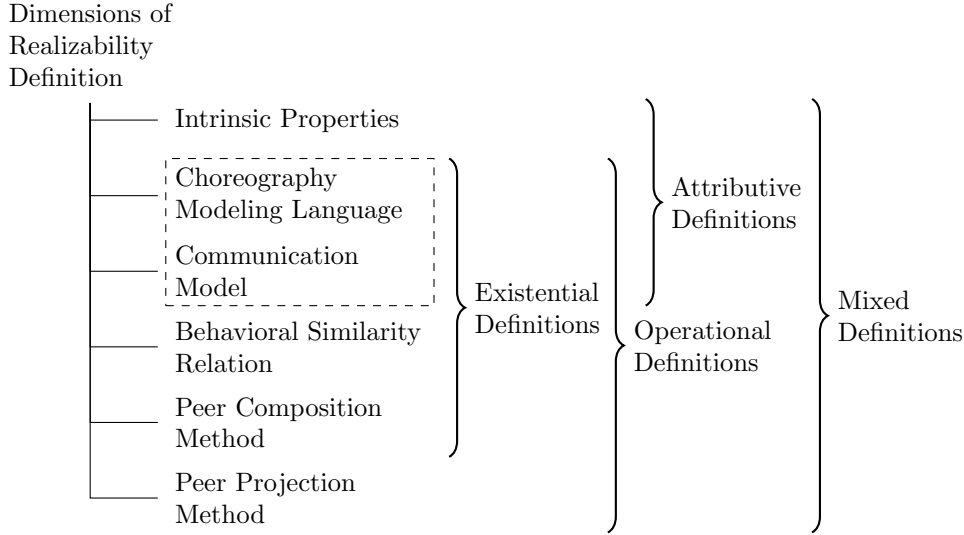 Dimensions of
Realizability
Definition
Intrinsic Properties
Choreography
Modeling Language
Communication
Model
Behavioral Similarity
Relation
Peer Composition
Method
Peer Projection
Method
Existential
Definitions
Operational
Definitions
Attributive
Definitions
Mixed
Definitions